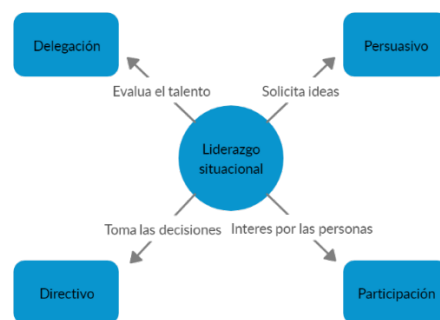 Delegación
Persuasivo
Evalua el talento
Solicita ideas
Liderazgo
situacional
Toma las decisiones
Interes por las personas
Directivo
Participación